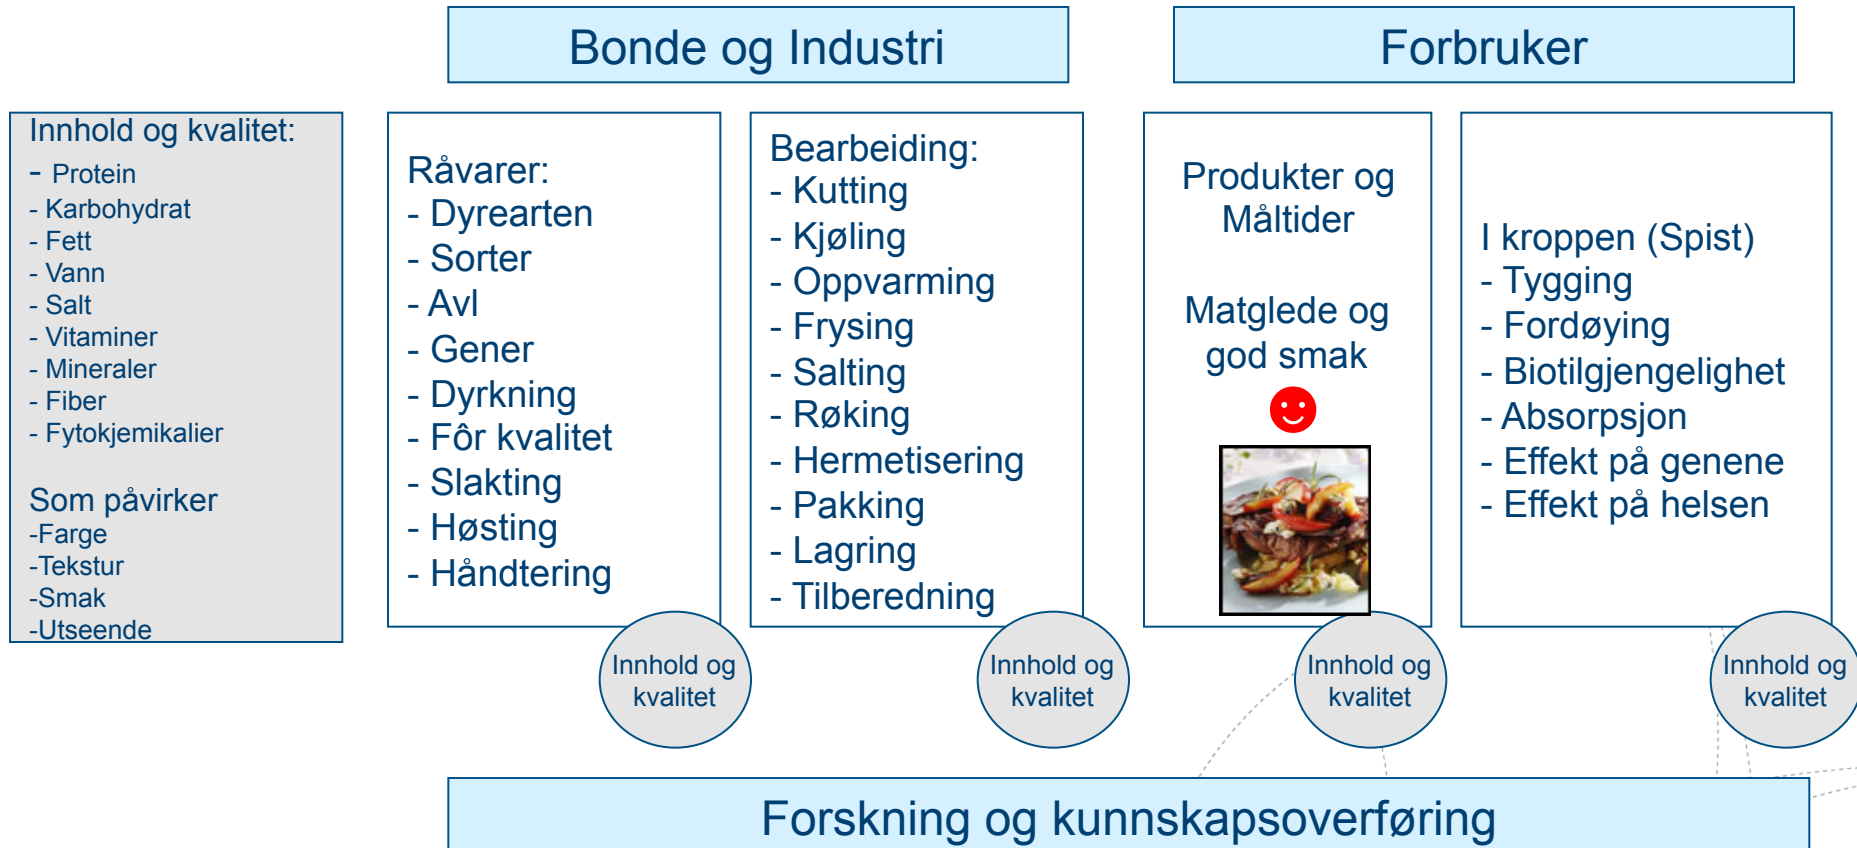 Bonde og Industri
Forbruker
Innhold og kvalitet:
- Protein
- Karbohydrat
- Fett
- Vann
- Salt
- Vitaminer
- Mineraler
- Fiber
- Fytokjemikalier
Som påvirker
-Farge
-Tekstur
-Smak
-Utseende
Råvarer:
- Dyrearten
- Sorter
- Avl
- Gener
- Dyrkning
- Fôr kvalitet
- Slakting
- Høsting
- Håndtering
Innhold og
kvalitet
Bearbeiding:
- Kutting
- Kjøling
- Oppvarming
- Frysing
- Salting
- Røking
- Hermetisering
- Pakking
- Lagring
- Tilberedning
Innhold og
kvalitet
Produkter og
Måltider
Matglede og
god smak
Innhold og
kvalitet
I kroppen (Spist)
- Tygging
- Fordøying
- Biotilgjengelighet
- Absorpsjon
- Effekt på genene
- Effekt på helsen
Innhold og
kvalitet
Forskning og kunnskapsoverføring